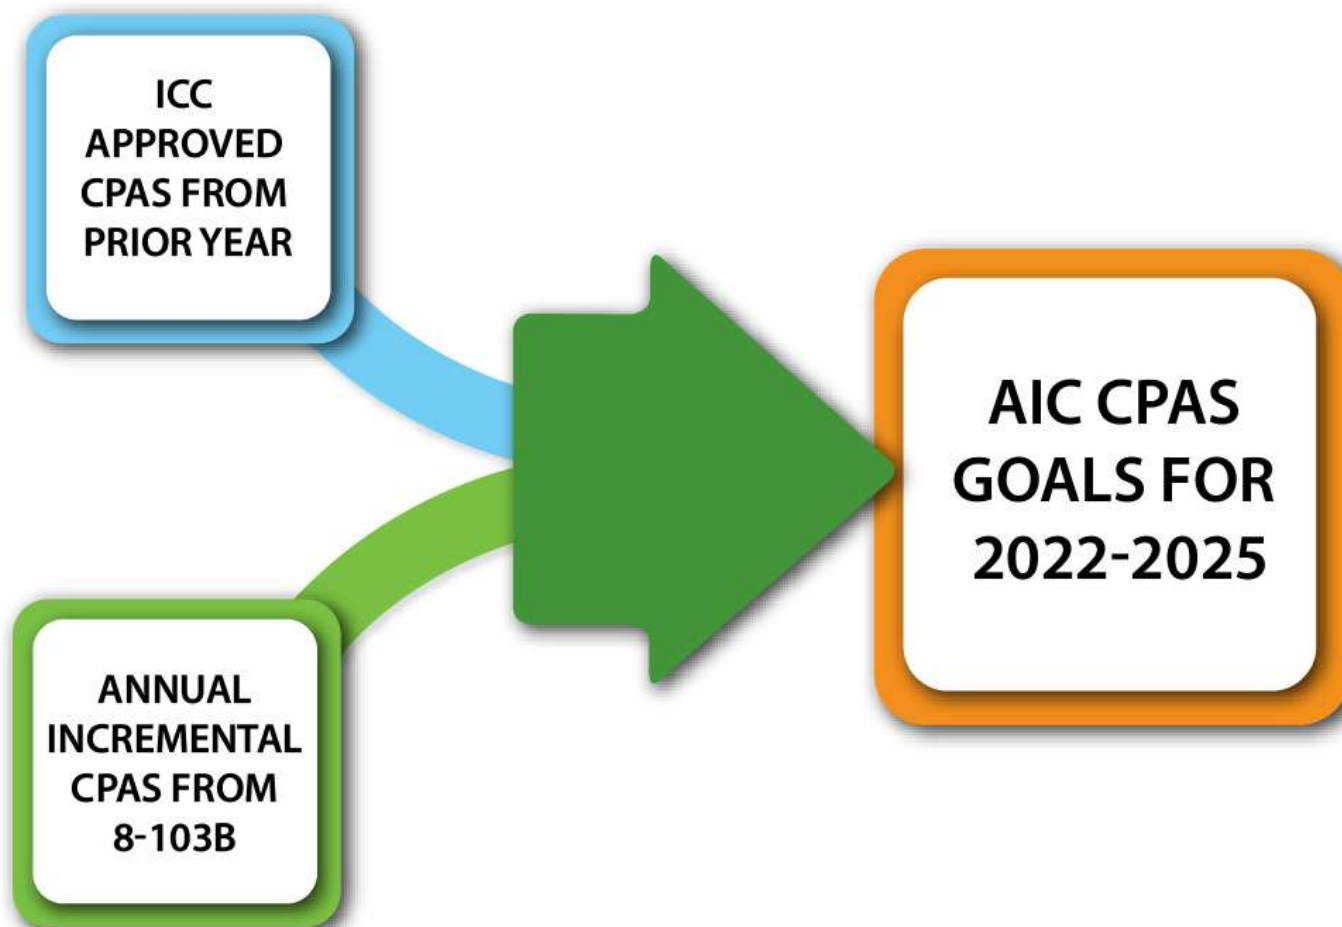 ICC
APPROVED
CPAS FROM
PRIOR YEAR
ANNUAL
INCREMENTAL
CPAS FROM
8-103B
AIC CPAS
GOALS FOR
2022-2025